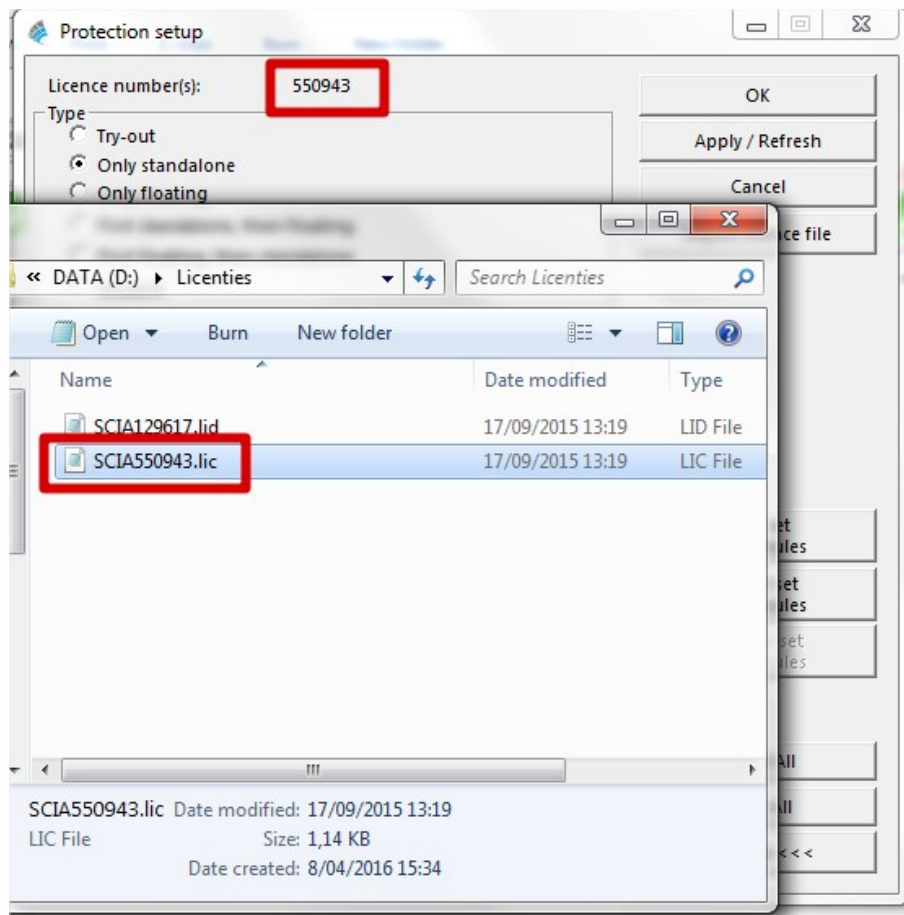 Protection setup
Licence number(s): 550943
Type
Try-out
Only standalone
Only floating
OK
Apply / Refresh
Cancel
file
« DATA (D:) Licenties
Search Licenties
Open Burn New folder
Name Date modified Type
SCIA129617.lid 17/09/2015 13:19 LID File
SCIA550943.lic 17/09/2015 13:19 LIC File
All
<<<
SCIA550943.lic Date modified: 17/09/2015 13:19
LIC File Size: 1,14 KB
Date created: 8/04/2016 15:34